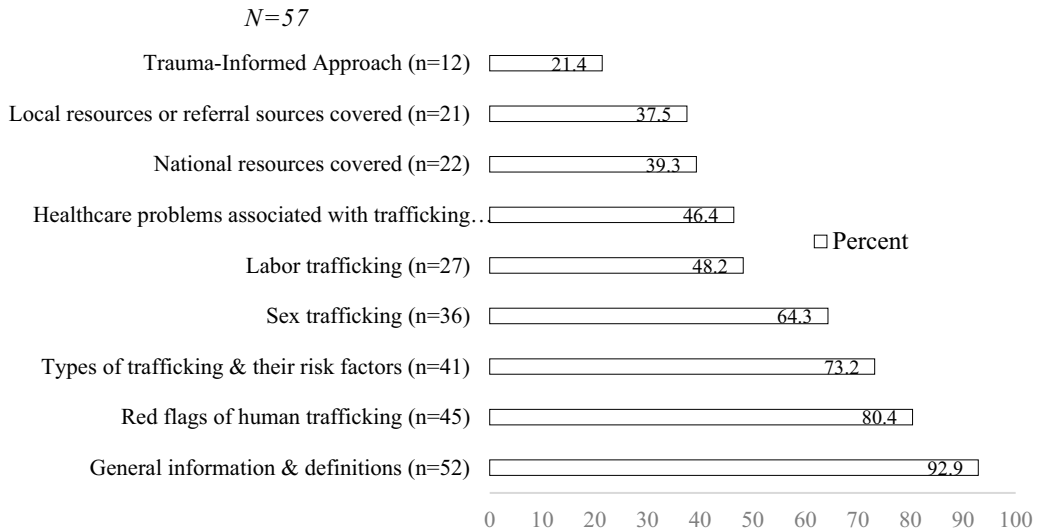 N=57
Trauma-Informed Approach (n=12) 21.4
Local resources or referral sources covered (n=21) 37.5
National resources covered (n=22) 39.3
Healthcare problems associated with trafficking… 46.4
Percent
Labor trafficking (n=27) 48.2
Sex trafficking (n=36) 64.3
Types of trafficking & their risk factors (n=41) 73.2
Red flags of human trafficking (n=45) 80.4
General information & definitions (n=52) 92.9
0 10 20 30 40 50 60 70 80 90 100